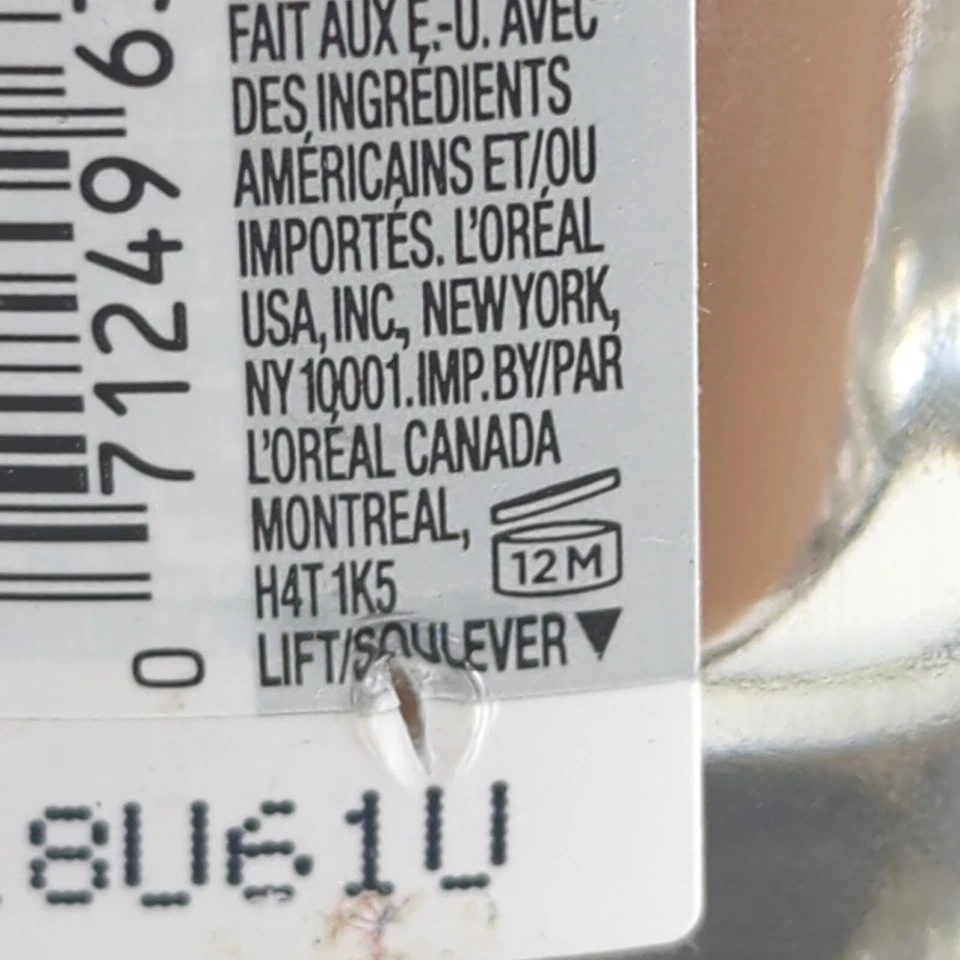 FAIT AUX É.-U. AVEC
DES INGRÉDIENTS
AMÉRICAINS ET/OU
IMPORTÉS. L'ORÉAL
USA, INC., NEW YORK,
NY 10001. IMP. BY/PAR
L'ORÉAL CANADA
MONTREAL,
H4T 1K5
12 M
LIFT/SOULEVER ▼
0 71249 6
8U61U